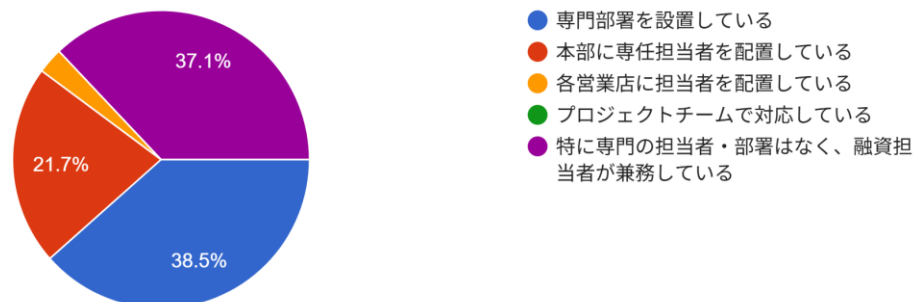 37.1%
21.7%
38.5%
専門部署を設置している
本部に専任担当者を配置している
各営業店に担当者を配置している
プロジェクトチームで対応している
特に専門の担当者・部署はなく、融資担
当者が兼務している